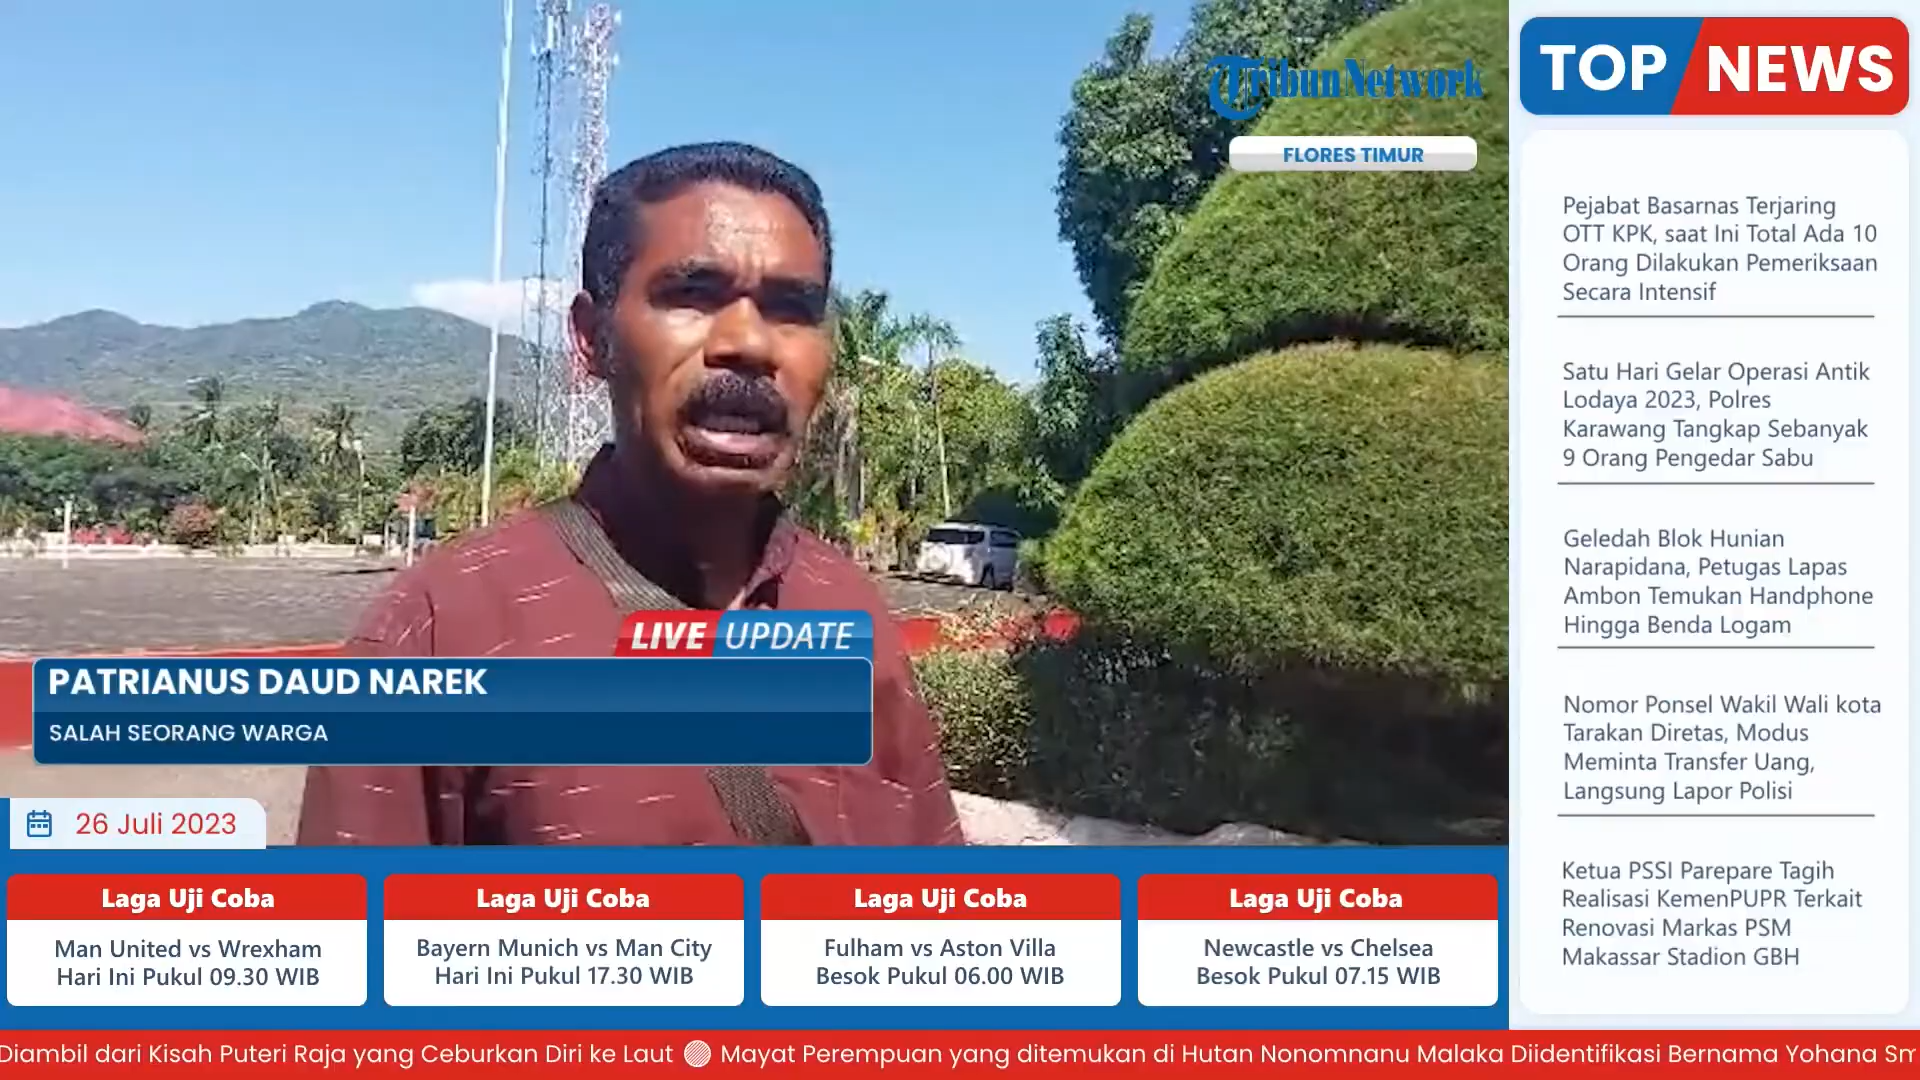 TribunNetwork
FLORES TIMUR
LIVE UPDATE
PATRIANUS DAUD NAREK
SALAH SEORANG WARGA
26 Juli 2023
Laga Uji Coba
Man United vs Wrexham
Hari Ini Pukul 09.30 WIB
Laga Uji Coba
Bayern Munich vs Man City
Hari Ini Pukul 17.30 WIB
Laga Uji Coba
Fulham vs Aston Villa
Besok Pukul 06.00 WIB
Laga Uji Coba
Newcastle vs Chelsea
Besok Pukul 07.15 WIB
TOP NEWS
Pejabat Basarnas Terjaring
OTT KPK, saat Ini Total Ada 10
Orang Dilakukan Pemeriksaan
Secara Intensif
Satu Hari Gelar Operasi Antik
Lodaya 2023, Polres
Karawang Tangkap Sebanyak
9 Orang Pengedar Sabu
Geledah Blok Hunian
Narapidana, Petugas Lapas
Ambon Temukan Handphone
Hingga Benda Logam
Nomor Ponsel Wakil Wali kota
Tarakan Diretas, Modus
Meminta Transfer Uang,
Langsung Lapor Polisi
Ketua PSSI Parepare Tagih
Realisasi KemenPUPR Terkait
Renovasi Markas PSM
Makassar Stadion GBH
Diambil dari Kisah Puteri Raja yang Ceburkan Diri ke Laut Mayat Perempuan yang ditemukan di Hutan Nonomnanu Malaka Diidentifikasi Bernama Yohana